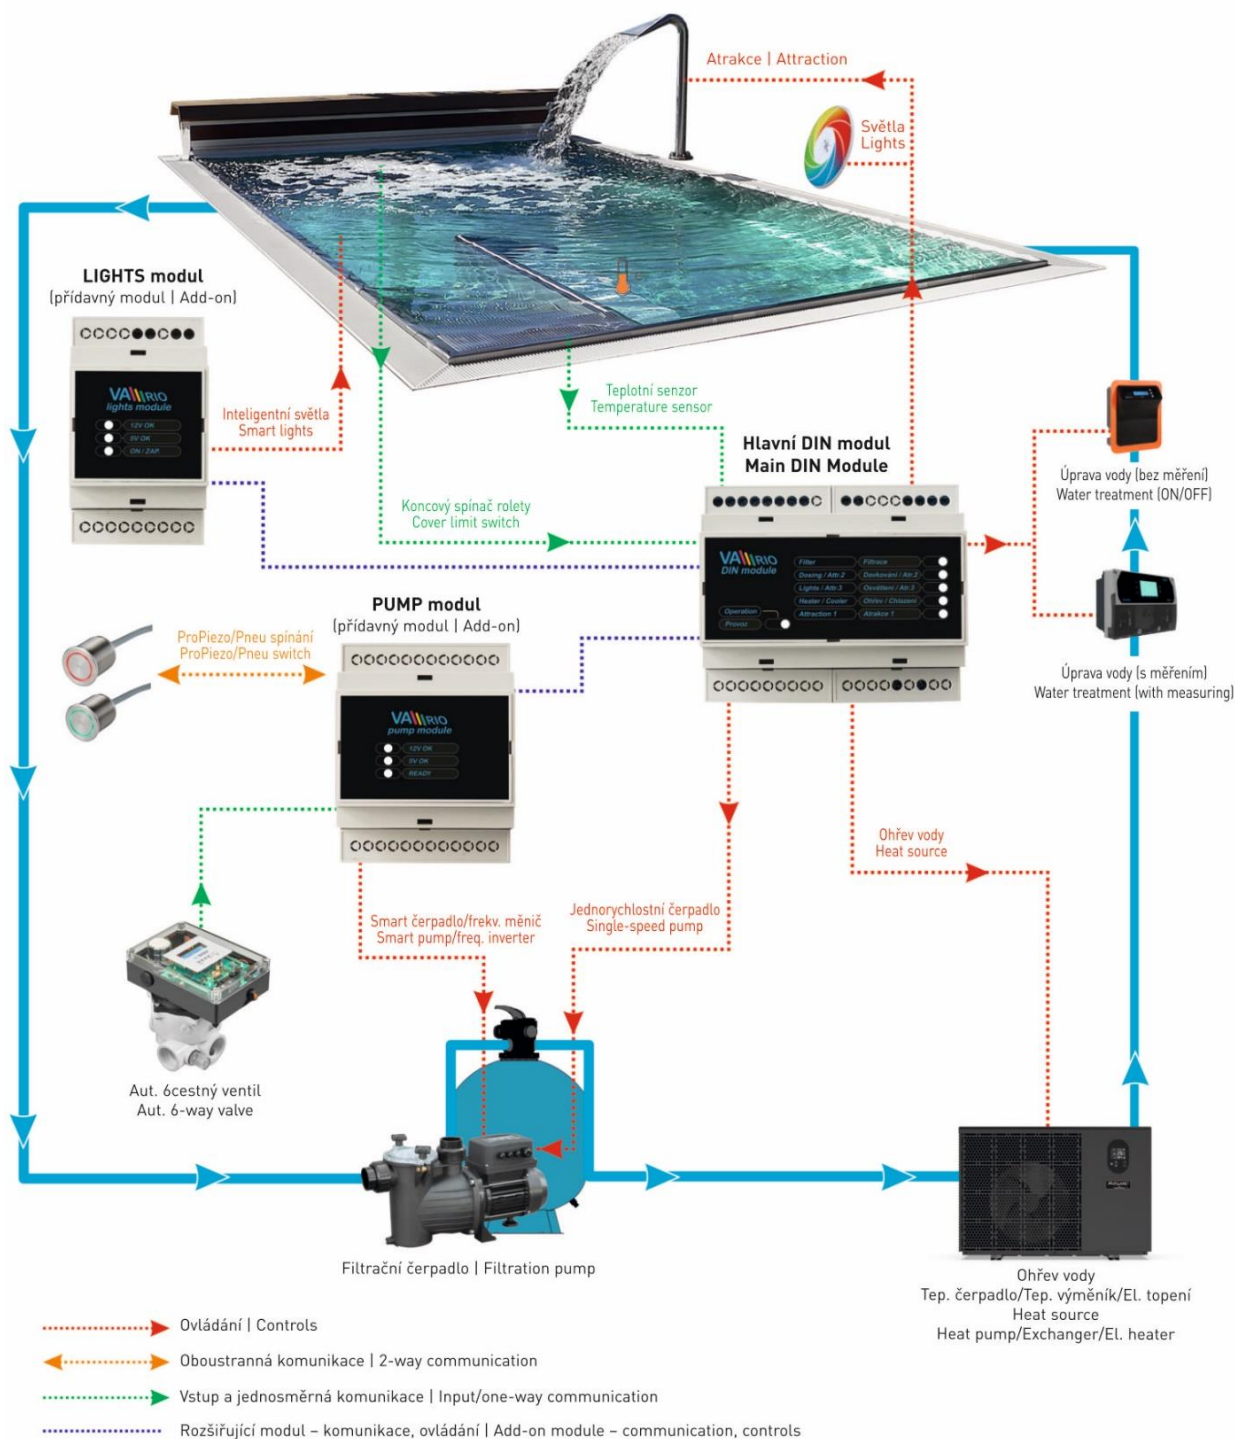 Atrakce | Attraction
Světla
Lights
LIGHTS modul
(přídavný modul | Add-on)
VARIO
lights module
12V OK
5V OK
ON / ZAP.
Inteligentní světla
Smart lights
Teplotní senzor
Temperature sensor
Hlavní DIN modul
Main DIN Module
Koncový spínač rolety
Cover limit switch
VARIO
DIN module
Filter Filtrace
Dosing / Attr.2 Dávkování / Atr.2
Lights / Attr.3 Osvětlení / Atr.3
Heater / Cooler Ohřev / Chlazení
Attraction 1 Atrakce 1
Operation
Provoz
Úprava vody (bez měření)
Water treatment (ON/OFF)
Úprava vody (s měřením)
Water treatment (with measuring)
PUMP modul
(přídavný modul | Add-on)
ProPiezo/Pneu spínání
ProPiezo/Pneu switch
VARIO
pump module
12V OK
5V OK
READY
Ohřev vody
Heat source
Smart čerpadlo/frekv. měnič
Smart pump/freq. inverter
Jednorychlostní čerpadlo
Single-speed pump
Aut. 6cestný ventil
Aut. 6-way valve
Filtrační čerpadlo | Filtration pump
Ohřev vody
Tep. čerpadlo/Tep. výměník/El. topení
Heat source
Heat pump/Exchanger/El. heater
Ovládání | Controls
Oboustranná komunikace | 2-way communication
Vstup a jednosměrná komunikace | Input/one-way communication
Rozšiřující modul – komunikace, ovládání | Add-on module – communication, controls